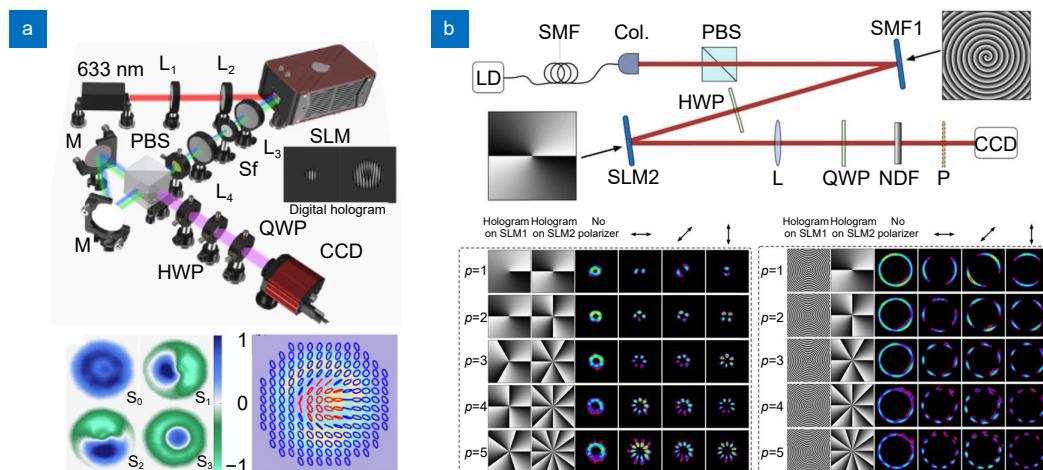 a
633 nm
L1
L2
SLM
M
PBS
L3
Sf
L4
Digital hologram
QWP
M
CCD
HWP
S0
S1
S2
S3
1
0
−1
b
SMF
Col.
PBS
SMF1
LD
HWP
CCD
SLM2
L
QWP
NDF
P
Hologram Hologram No
on SLM1 on SLM2 polarizer
p=1
p=2
p=3
p=4
p=5
Hologram Hologram No
on SLM1 on SLM2 polarizer
p=1
p=2
p=3
p=4
p=5